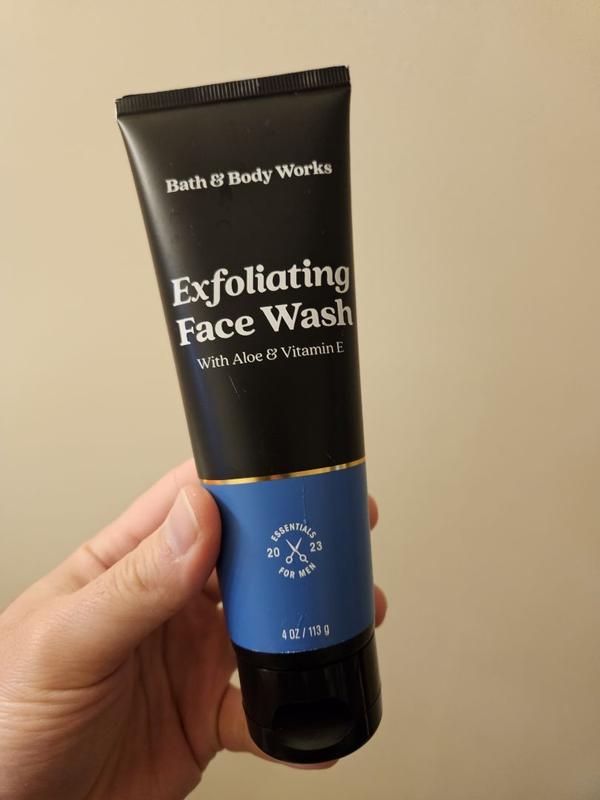 Bath & Body Works
Exfoliating
Face Wash
With Aloe & Vitamin E
ESSENTIALS
20 23
FOR MEN
4 OZ / 113 g